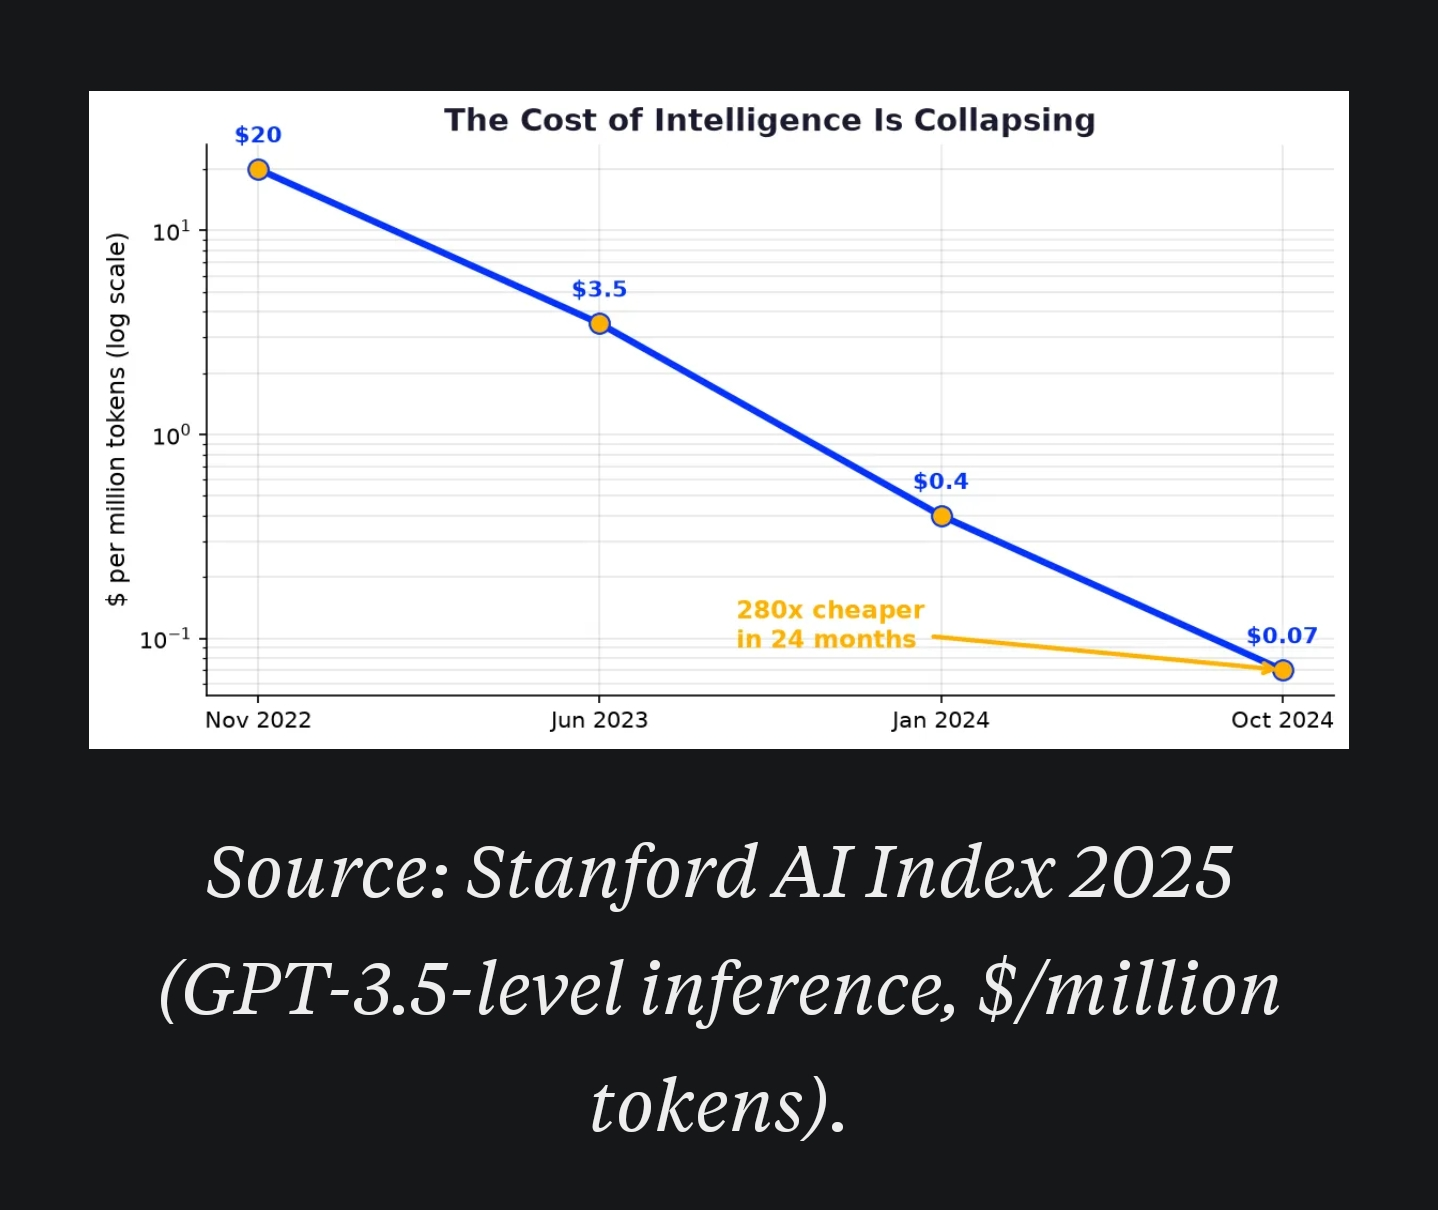 The Cost of Intelligence Is Collapsing
$20
$3.5
$0.4
$0.07
280x cheaper
in 24 months
$ per million tokens (log scale)
10¹
10⁰
10⁻¹
Nov 2022
Jun 2023
Jan 2024
Oct 2024
Source: Stanford AI Index 2025
(GPT-3.5-level inference, $/million
tokens).